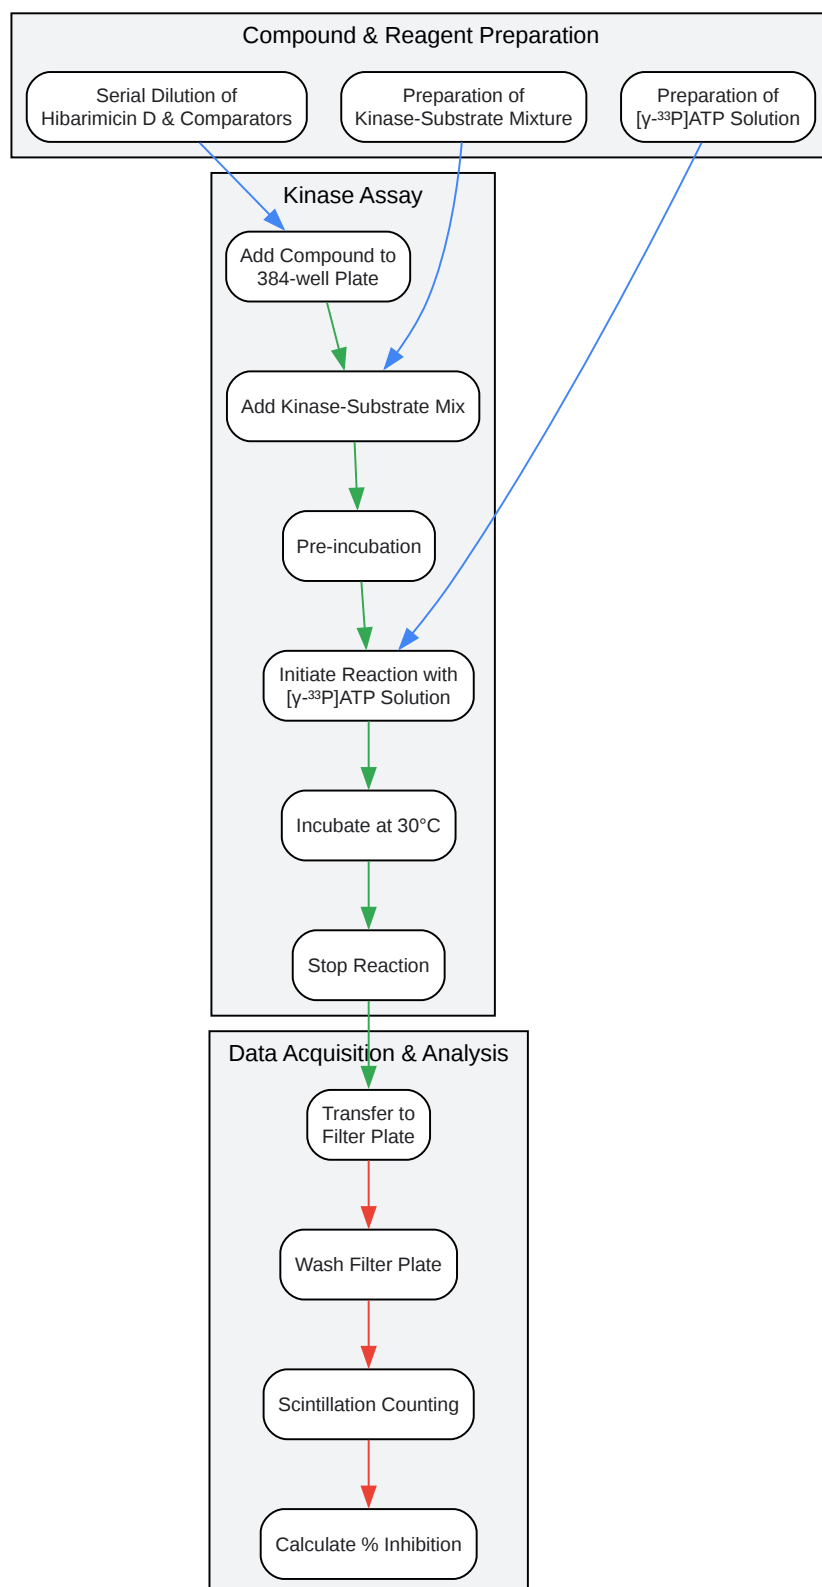 Compound & Reagent Preparation
Serial Dilution of
Hibarimicin D & Comparators
Preparation of
Kinase-Substrate Mixture
Preparation of
[γ-³³P]ATP Solution
Kinase Assay
Add Compound to
384-well Plate
Add Kinase-Substrate Mix
Pre-incubation
Initiate Reaction with
[γ-³³P]ATP Solution
Incubate at 30°C
Stop Reaction
Data Acquisition & Analysis
Transfer to
Filter Plate
Wash Filter Plate
Scintillation Counting
Calculate % Inhibition